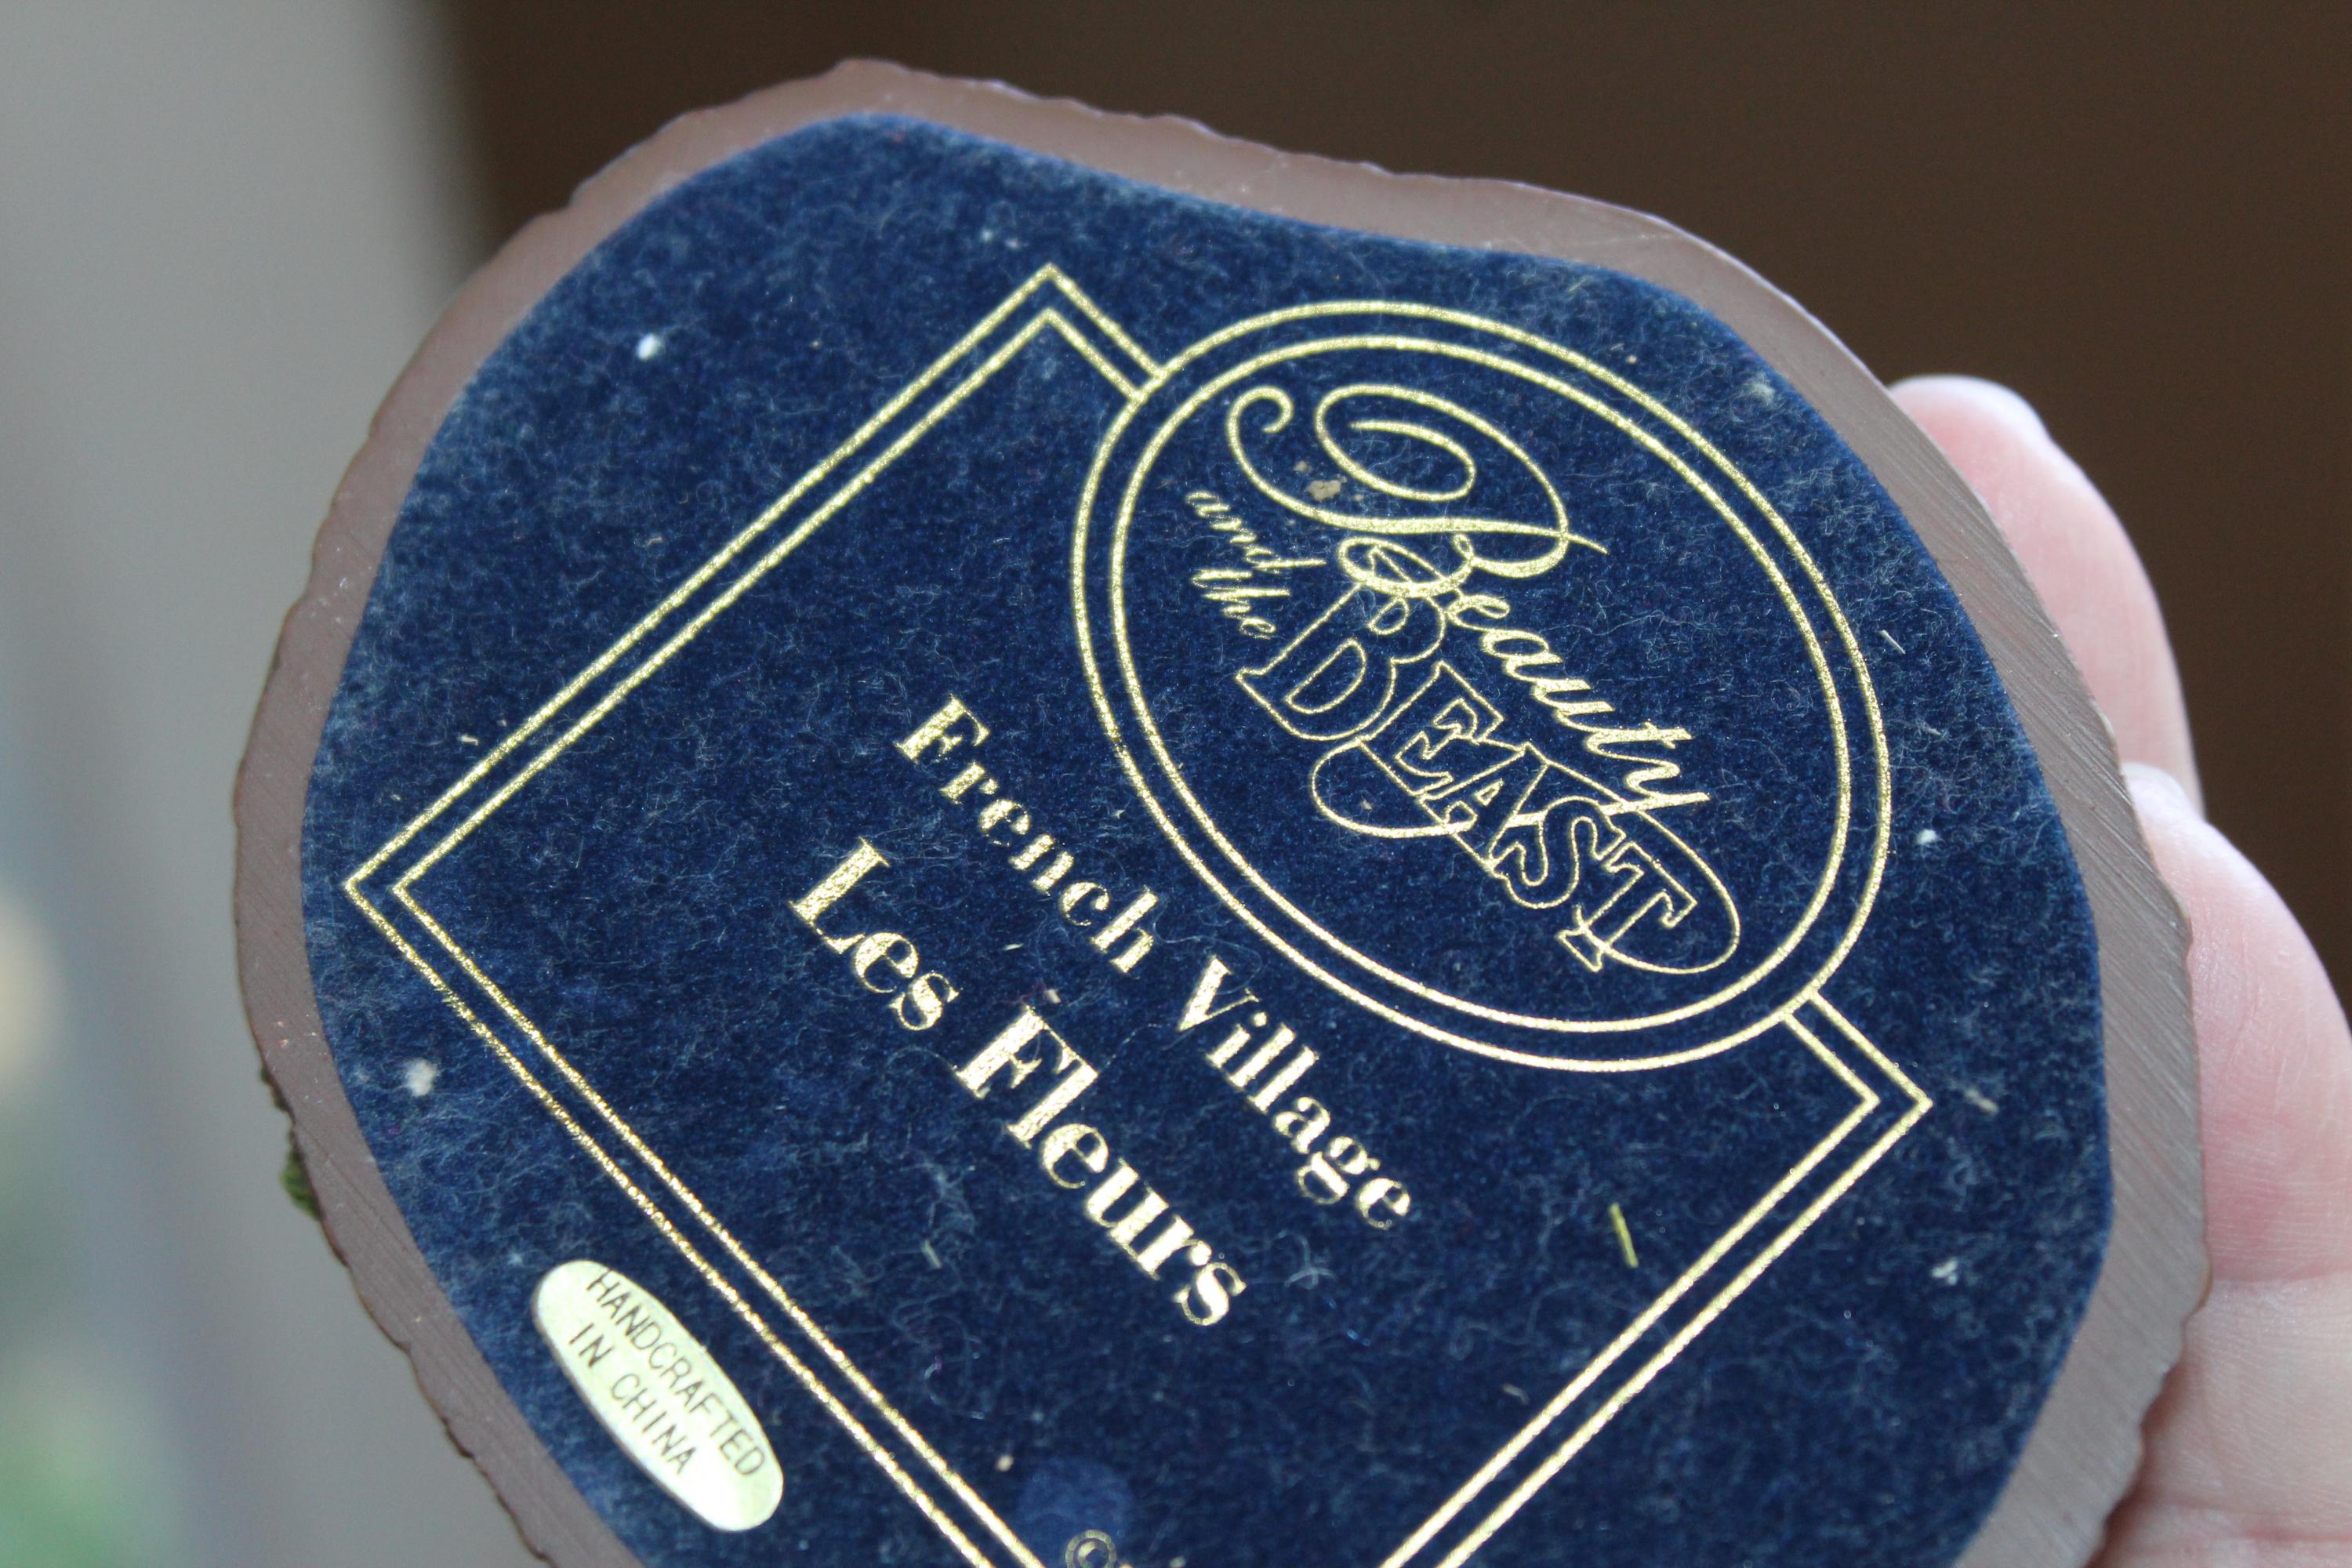 Beauty
and the
BEAST
French Village
Les Fleurs
HANDCRAFTED
IN CHINA
©